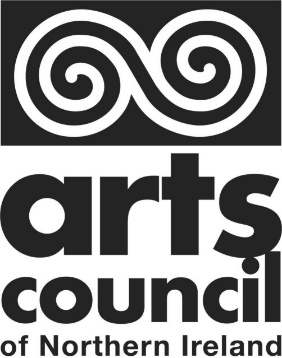 arts
council
of Northern Ireland